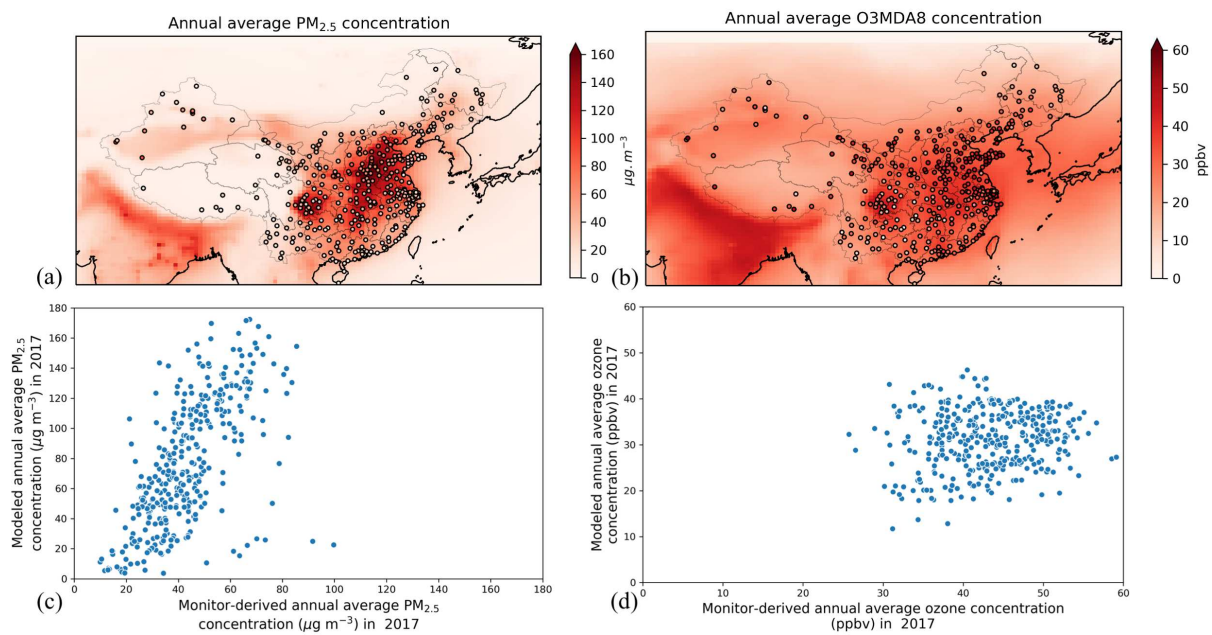 Annual average PM2.5 concentration
160
140
120
100
80
60
40
20
0
µg.m−3
(a)
Annual average O3MDA8 concentration
60
50
40
30
20
10
0
ppbv
(b)
180
160
140
120
100
80
60
40
20
0
Modeled annual average PM2.5
concentration (µg m−3) in 2017
0 20 40 60 80 100 120 140 160 180
(c)
Monitor-derived annual average PM2.5
concentration (µg m−3) in 2017
60
50
40
30
20
10
0
Modeled annual average ozone
concentration (ppbv) in 2017
0 10 20 30 40 50 60
(d)
Monitor-derived annual average ozone concentration
(ppbv) in 2017